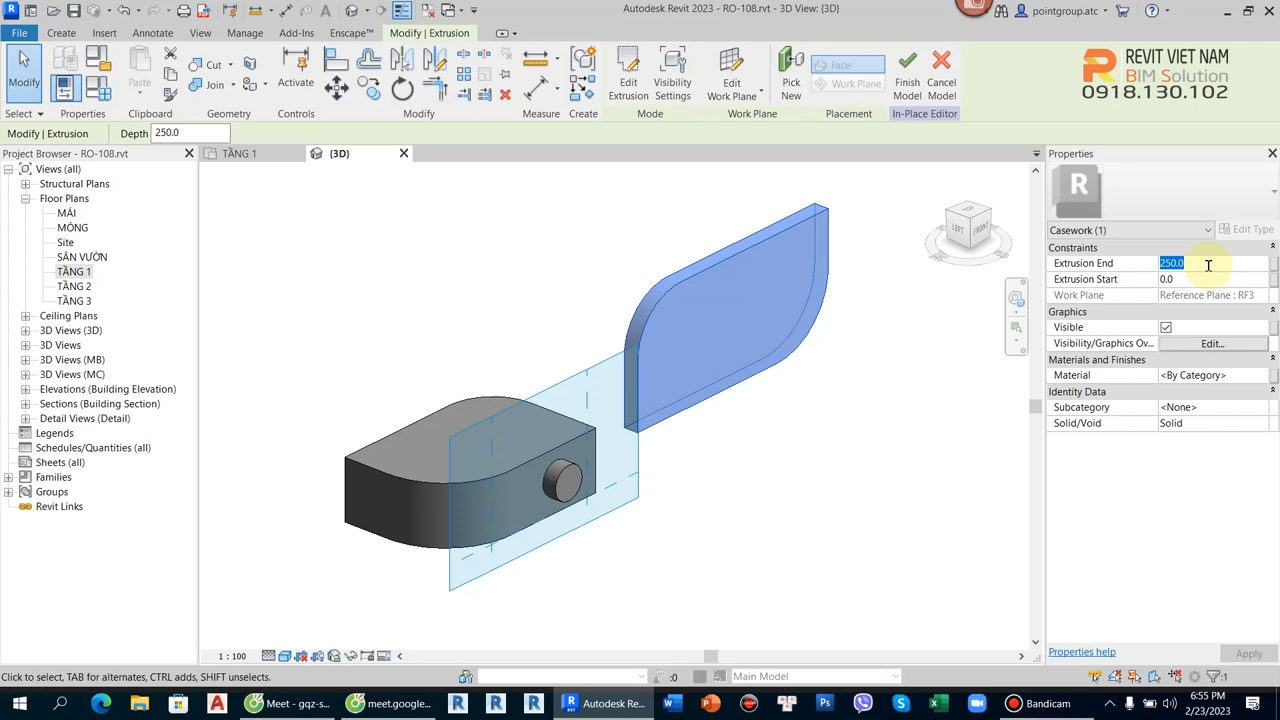 Autodesk Revit 2023 - RO-108.rvt - 3D View: (3D)
pointgroup.atc
File
Create
Insert
Annotate
View
Manage
Add-Ins
Enscape™
Modify | Extrusion
Modify
Paste
Cut
Join
Activate
Edit Extrusion
Visibility Settings
Edit Work Plane
Pick New
Face
Work Plane
Finish Model
Cancel Model
Select
Properties
Clipboard
Geometry
Controls
Modify
Measure
Create
Mode
Work Plane
Placement
In-Place Editor
REVIT VIET NAM
BIM Solution
0918.130.102
Modify | Extrusion
Depth 250.0
Project Browser - RO-108.rvt
TẦNG 1
(3D)
Views (all)
Structural Plans
Floor Plans
MÁI
MÓNG
Site
SÂN VƯỜN
TẦNG 1
TẦNG 2
TẦNG 3
Ceiling Plans
3D Views (3D)
3D Views
3D Views (MB)
3D Views (MC)
Elevations (Building Elevation)
Sections (Building Section)
Detail Views (Detail)
Legends
Schedules/Quantities (all)
Sheets (all)
Families
Groups
Revit Links
LEFT
FRONT
Properties
R
Casework (1)
Edit Type
Constraints
Extrusion End 250.0
Extrusion Start 0.0
Work Plane Reference Plane : RF3
Graphics
Visible
Visibility/Graphics Ov... Edit...
Materials and Finishes
Material <By Category>
Identity Data
Subcategory <None>
Solid/Void Solid
Properties help
Apply
1 : 100
Click to select, TAB for alternates, CTRL adds, SHIFT unselects.
:0
Main Model
:1
Meet - gqz-s...
meet.google...
Autodesk Re...
Bandicam
6:55 PM
2/23/2023